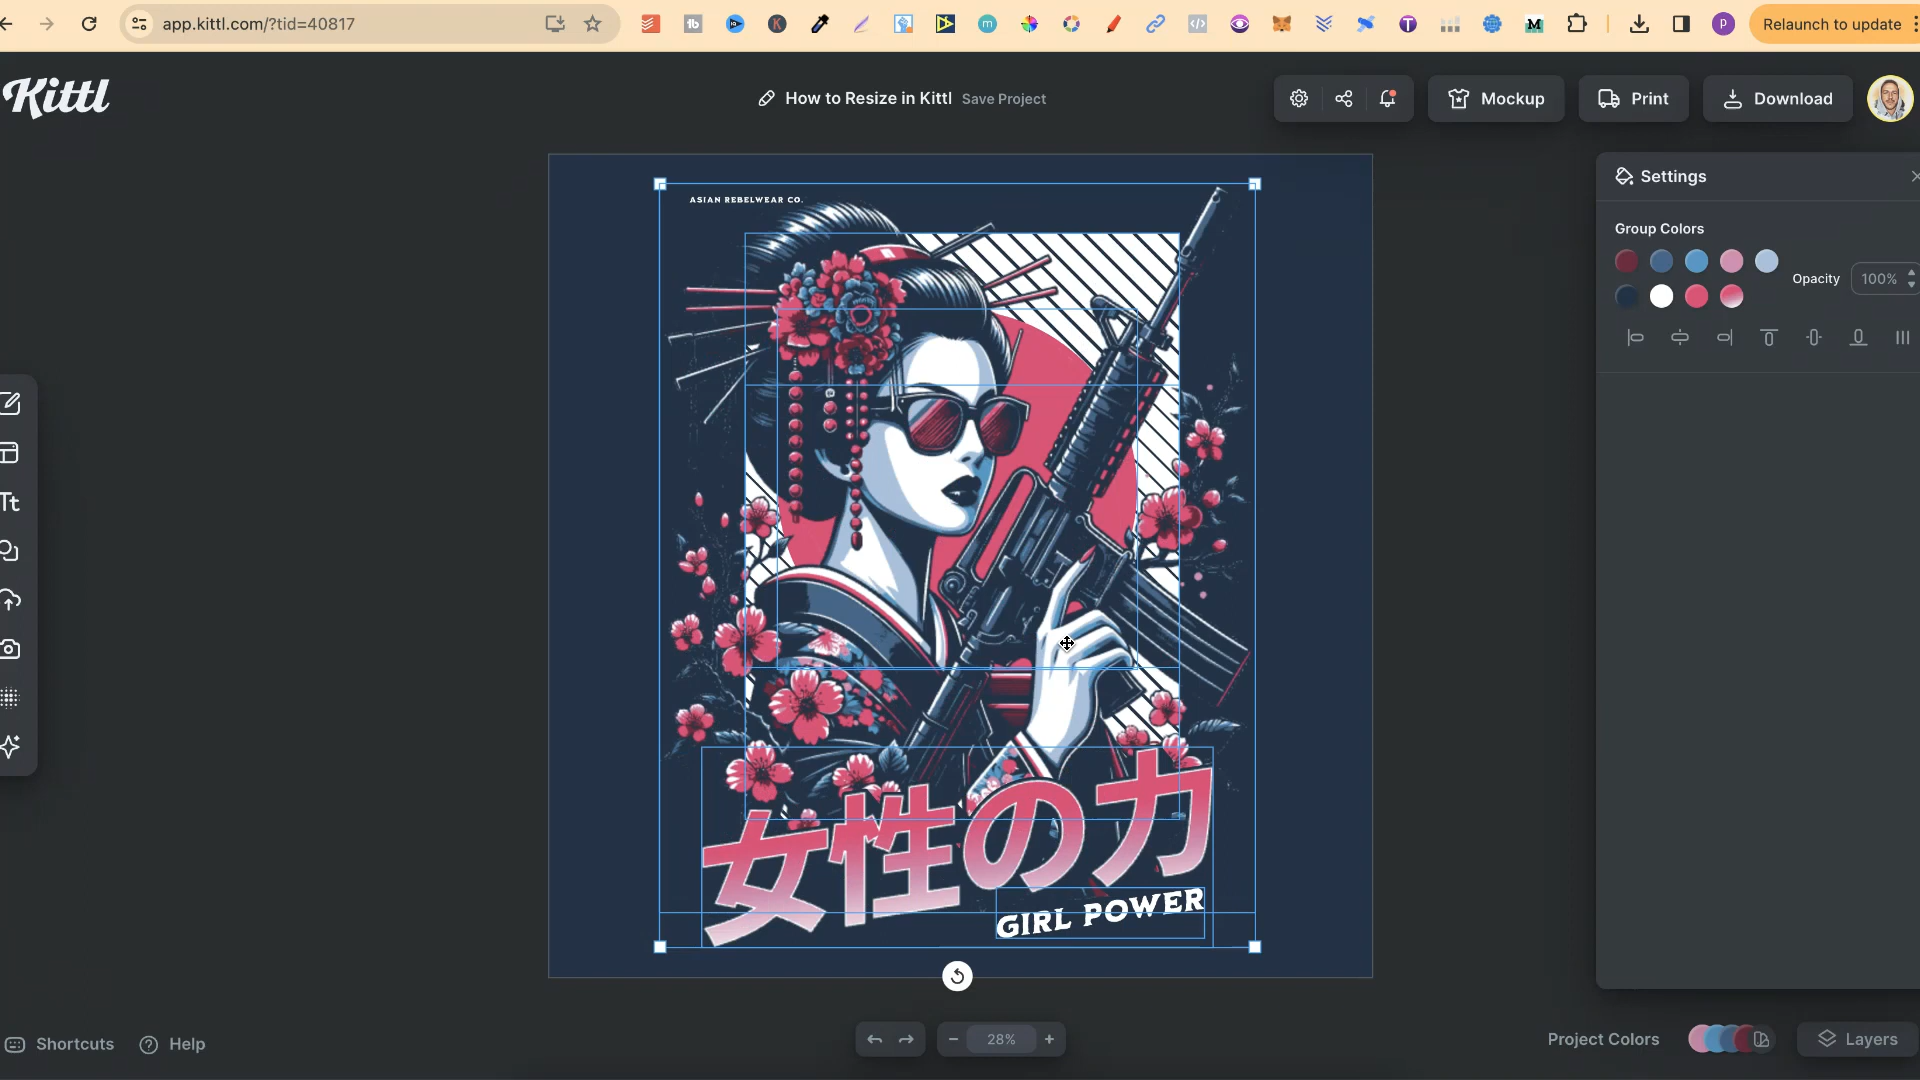 app.kittl.com/?tid=40817
Relaunch to update
Kittl
How to Resize in Kittl Save Project
Mockup
Print
Download
Settings
Group Colors
Opacity 100%
ASIAN REBELWEAR CO.
Tt
女性の力
GIRL POWER
Shortcuts
Help
28%
Project Colors
Layers